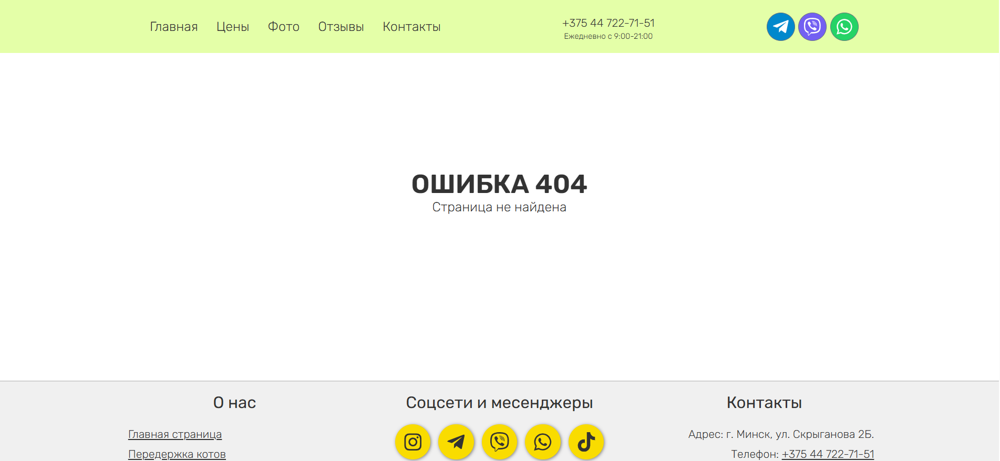 Главная Цены Фото Отзывы Контакты
+375 44 722-71-51
Ежедневно с 9:00-21:00
ОШИБКА 404
Страница не найдена
О нас
Главная страница
Передержка котов
Соцсети и месенджеры
Контакты
Адрес: г. Минск, ул. Скрыганова 2Б.
Телефон: +375 44 722-71-51